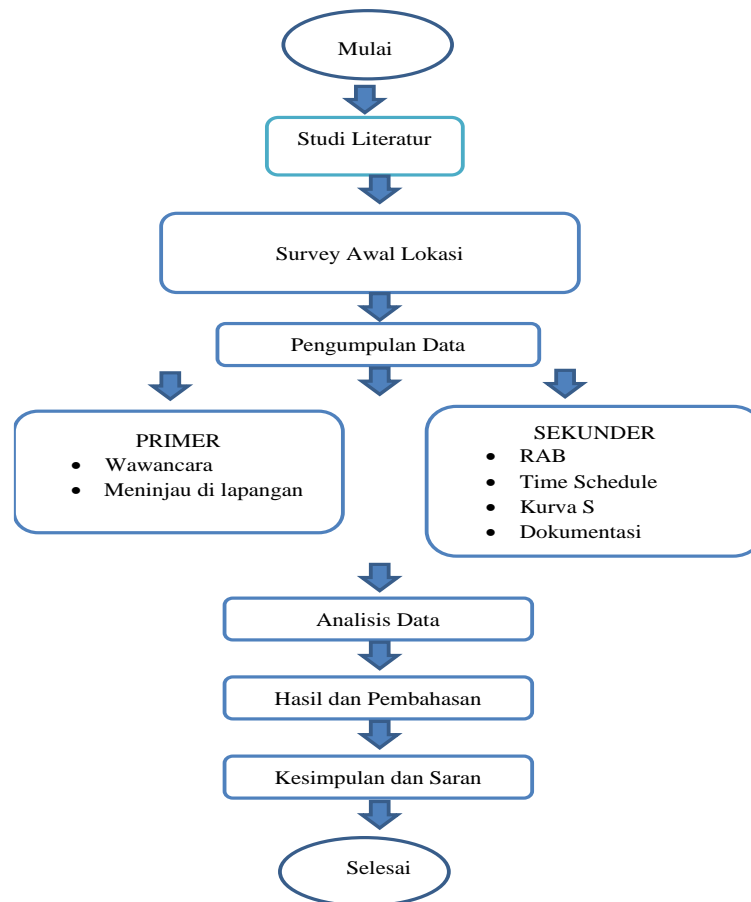 Mulai
Studi Literatur
Survey Awal Lokasi
Pengumpulan Data
PRIMER
• Wawancara
• Meninjau di lapangan
SEKUNDER
• RAB
• Time Schedule
• Kurva S
• Dokumentasi
Analisis Data
Hasil dan Pembahasan
Kesimpulan dan Saran
Selesai